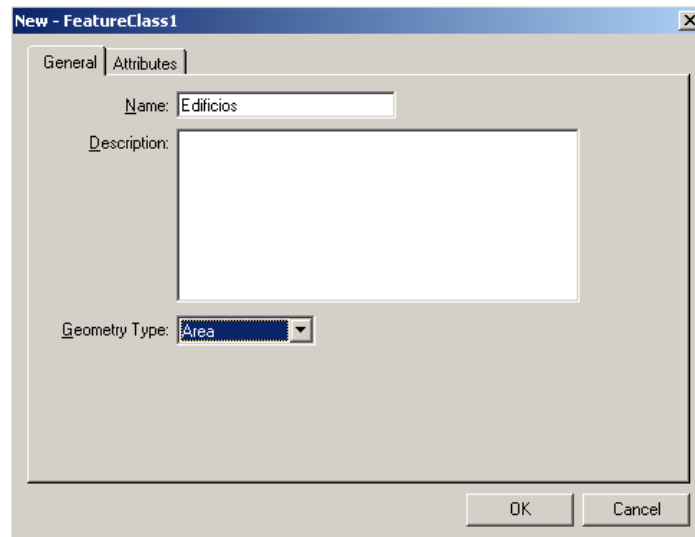 New - FeatureClass1
General Attributes
Name: Edificios
Description:
Geometry Type: Area
OK Cancel